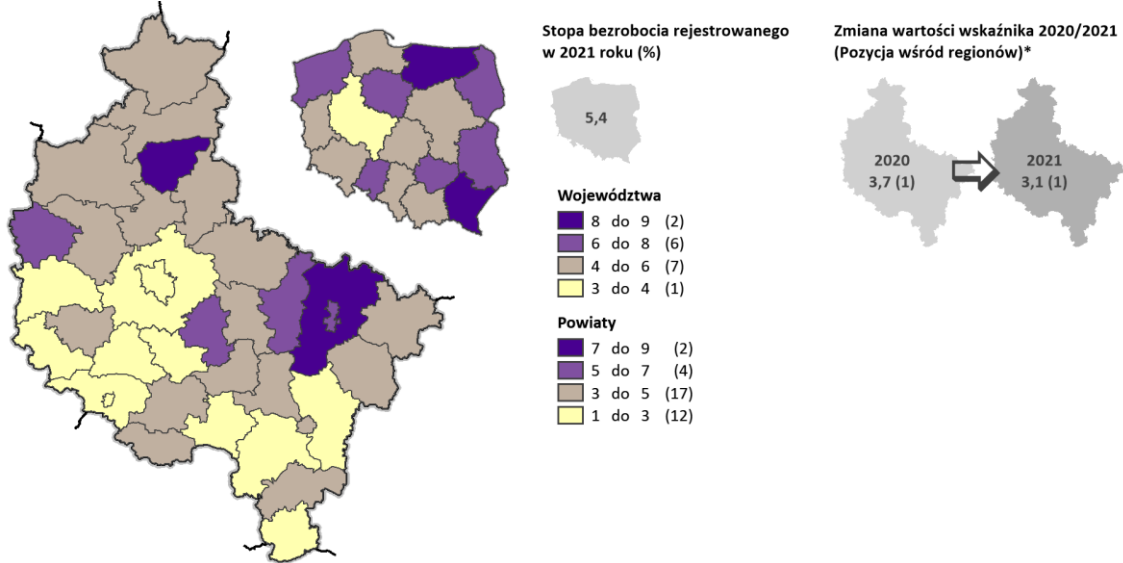 Stopa bezrobocia rejestrowanego
w 2021 roku (%)
5,4
Województwa
8 do 9 (2)
6 do 8 (6)
4 do 6 (7)
3 do 4 (1)
Powiaty
7 do 9 (2)
5 do 7 (4)
3 do 5 (17)
1 do 3 (12)
Zmiana wartości wskaźnika 2020/2021
(Pozycja wśród regionów)*
2020
3,7 (1)
2021
3,1 (1)